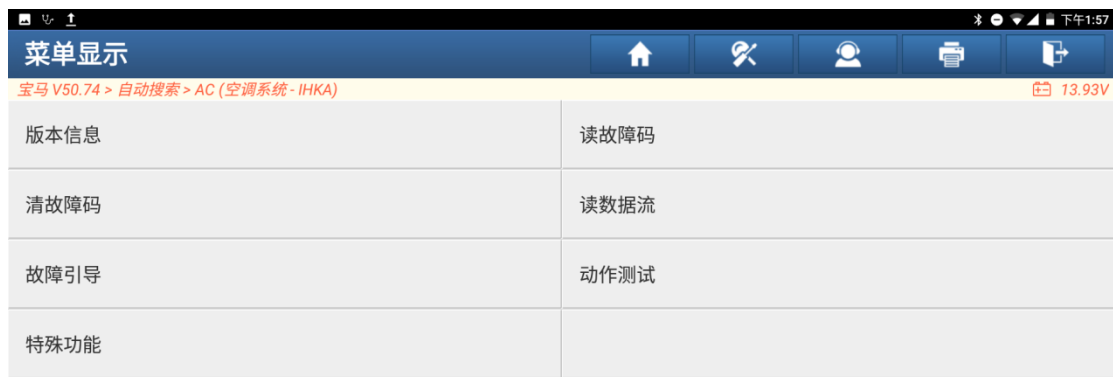 下午1:57
菜单显示
宝马 V50.74 > 自动搜索 > AC (空调系统 - IHKA)
13.93V
版本信息
读故障码
清故障码
读数据流
故障引导
动作测试
特殊功能